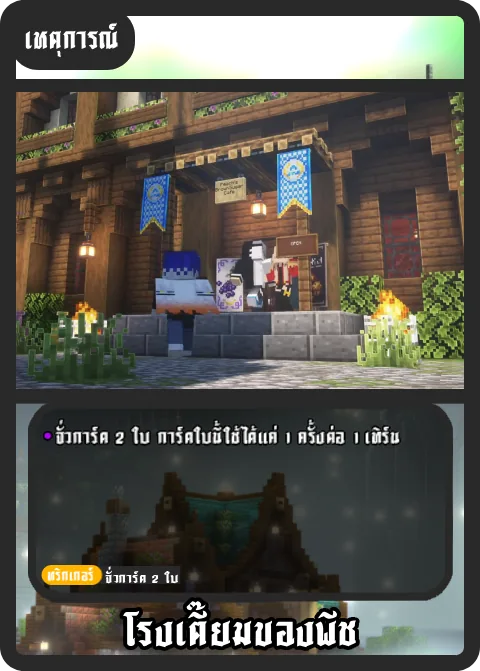 เหตุการณ์
OPEN
จั่วการ์ด 2 ใบ การ์ดใบนี้ใช้ได้แค่ 1 ครั้งต่อ 1 เทิร์น
ทริกเกอร์ จั่วการ์ด 2 ใบ
โรงเตี๊ยมของพีช